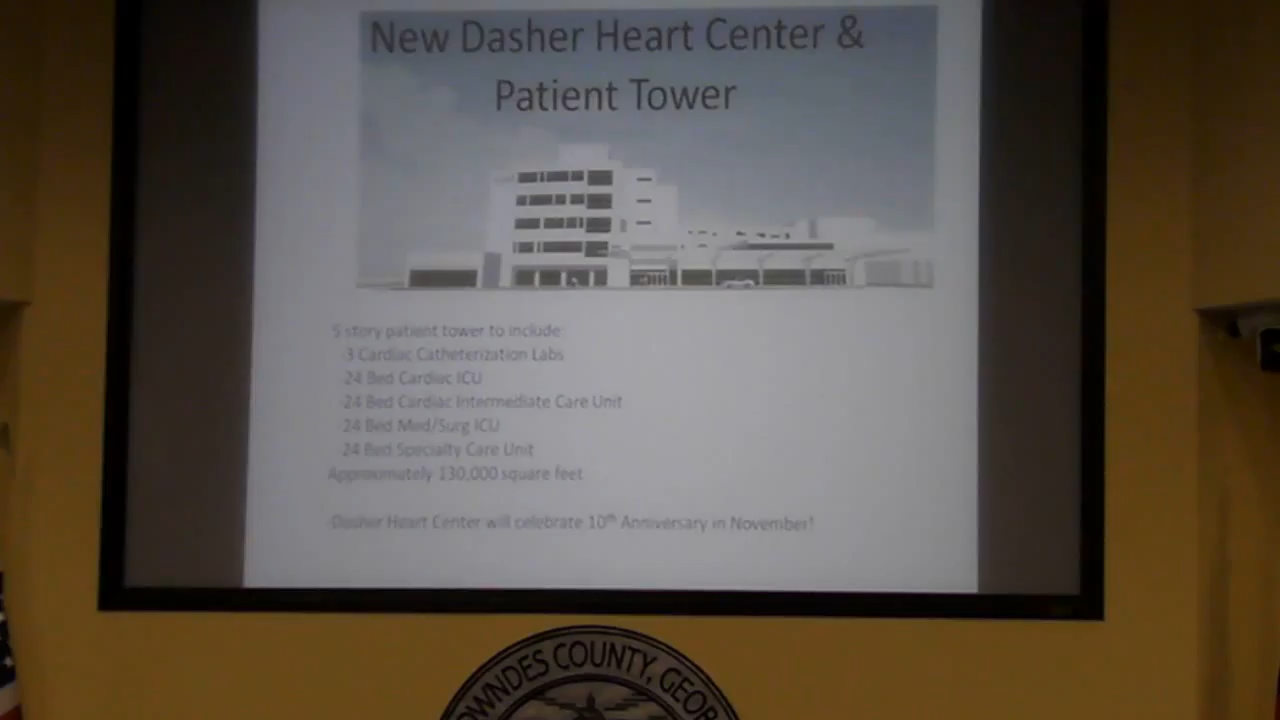 New Dasher Heart Center &
Patient Tower
5 story patient tower to include:
-3 Cardiac Catheterization Labs
-24 Bed Cardiac ICU
-24 Bed Cardiac Intermediate Care Unit
-24 Bed Med/Surg ICU
-24 Bed Specialty Care Unit
Approximately 130,000 square feet
-Dasher Heart Center will celebrate 10th Anniversary in November!
OWNDES COUNTY, GEOR